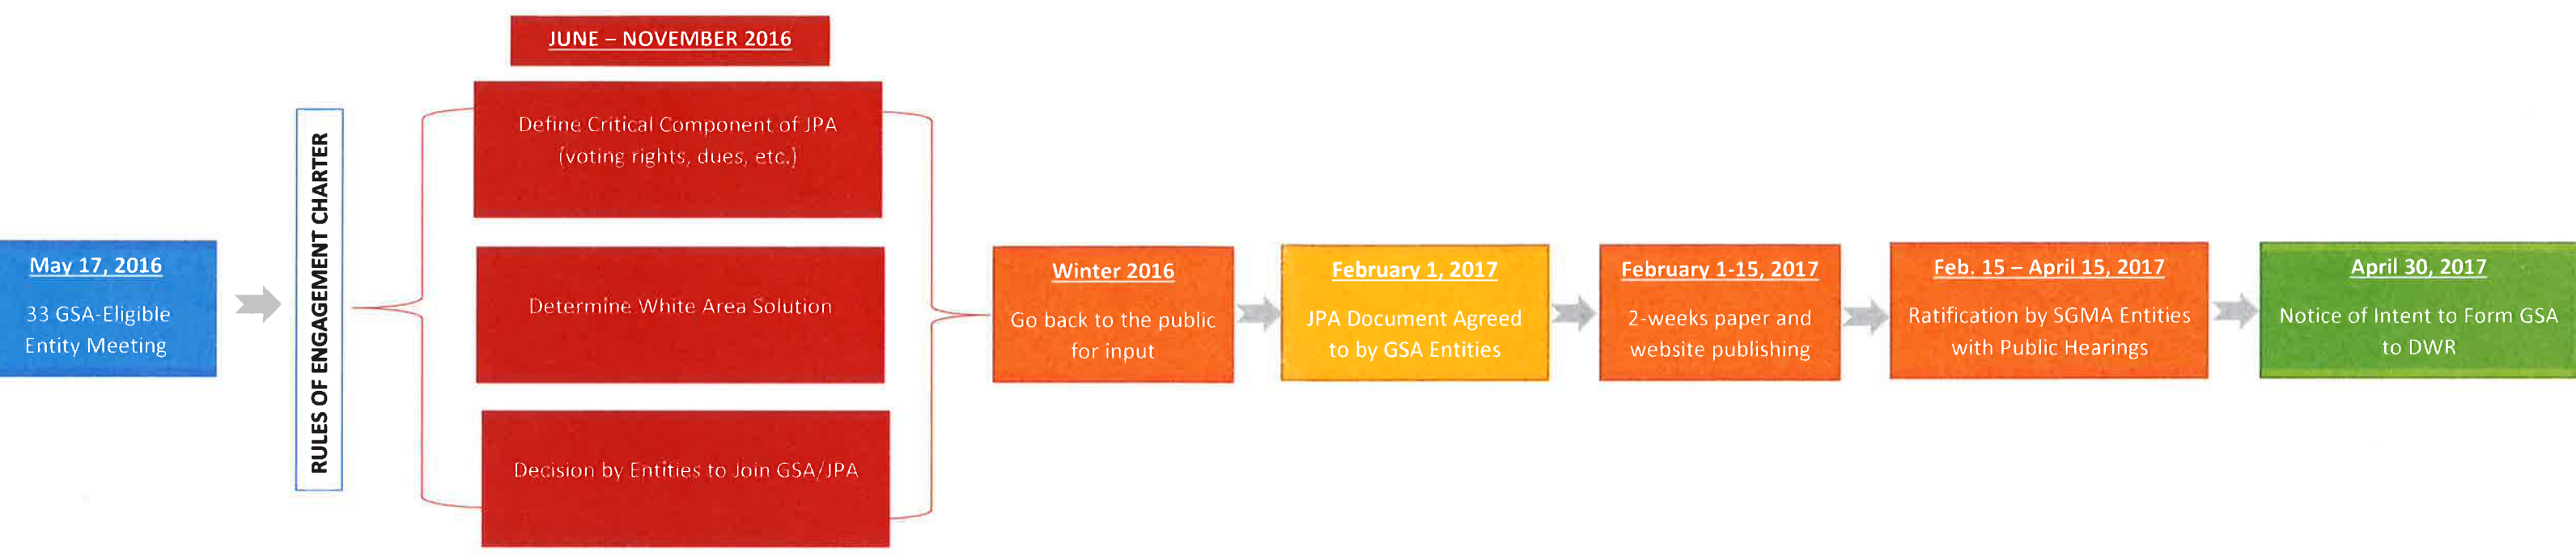 May 17, 2016
33 GSA-Eligible
Entity Meeting
RULES OF ENGAGEMENT CHARTER
JUNE – NOVEMBER 2016
Define Critical Component of JPA
(voting rights, dues, etc.)
Determine White Area Solution
Decision by Entities to Join GSA/JPA
Winter 2016
Go back to the public
for input
February 1, 2017
JPA Document Agreed
to by GSA Entities
February 1-15, 2017
2-weeks paper and
website publishing
Feb. 15 – April 15, 2017
Ratification by SGMA Entities
with Public Hearings
April 30, 2017
Notice of Intent to Form GSA
to DWR